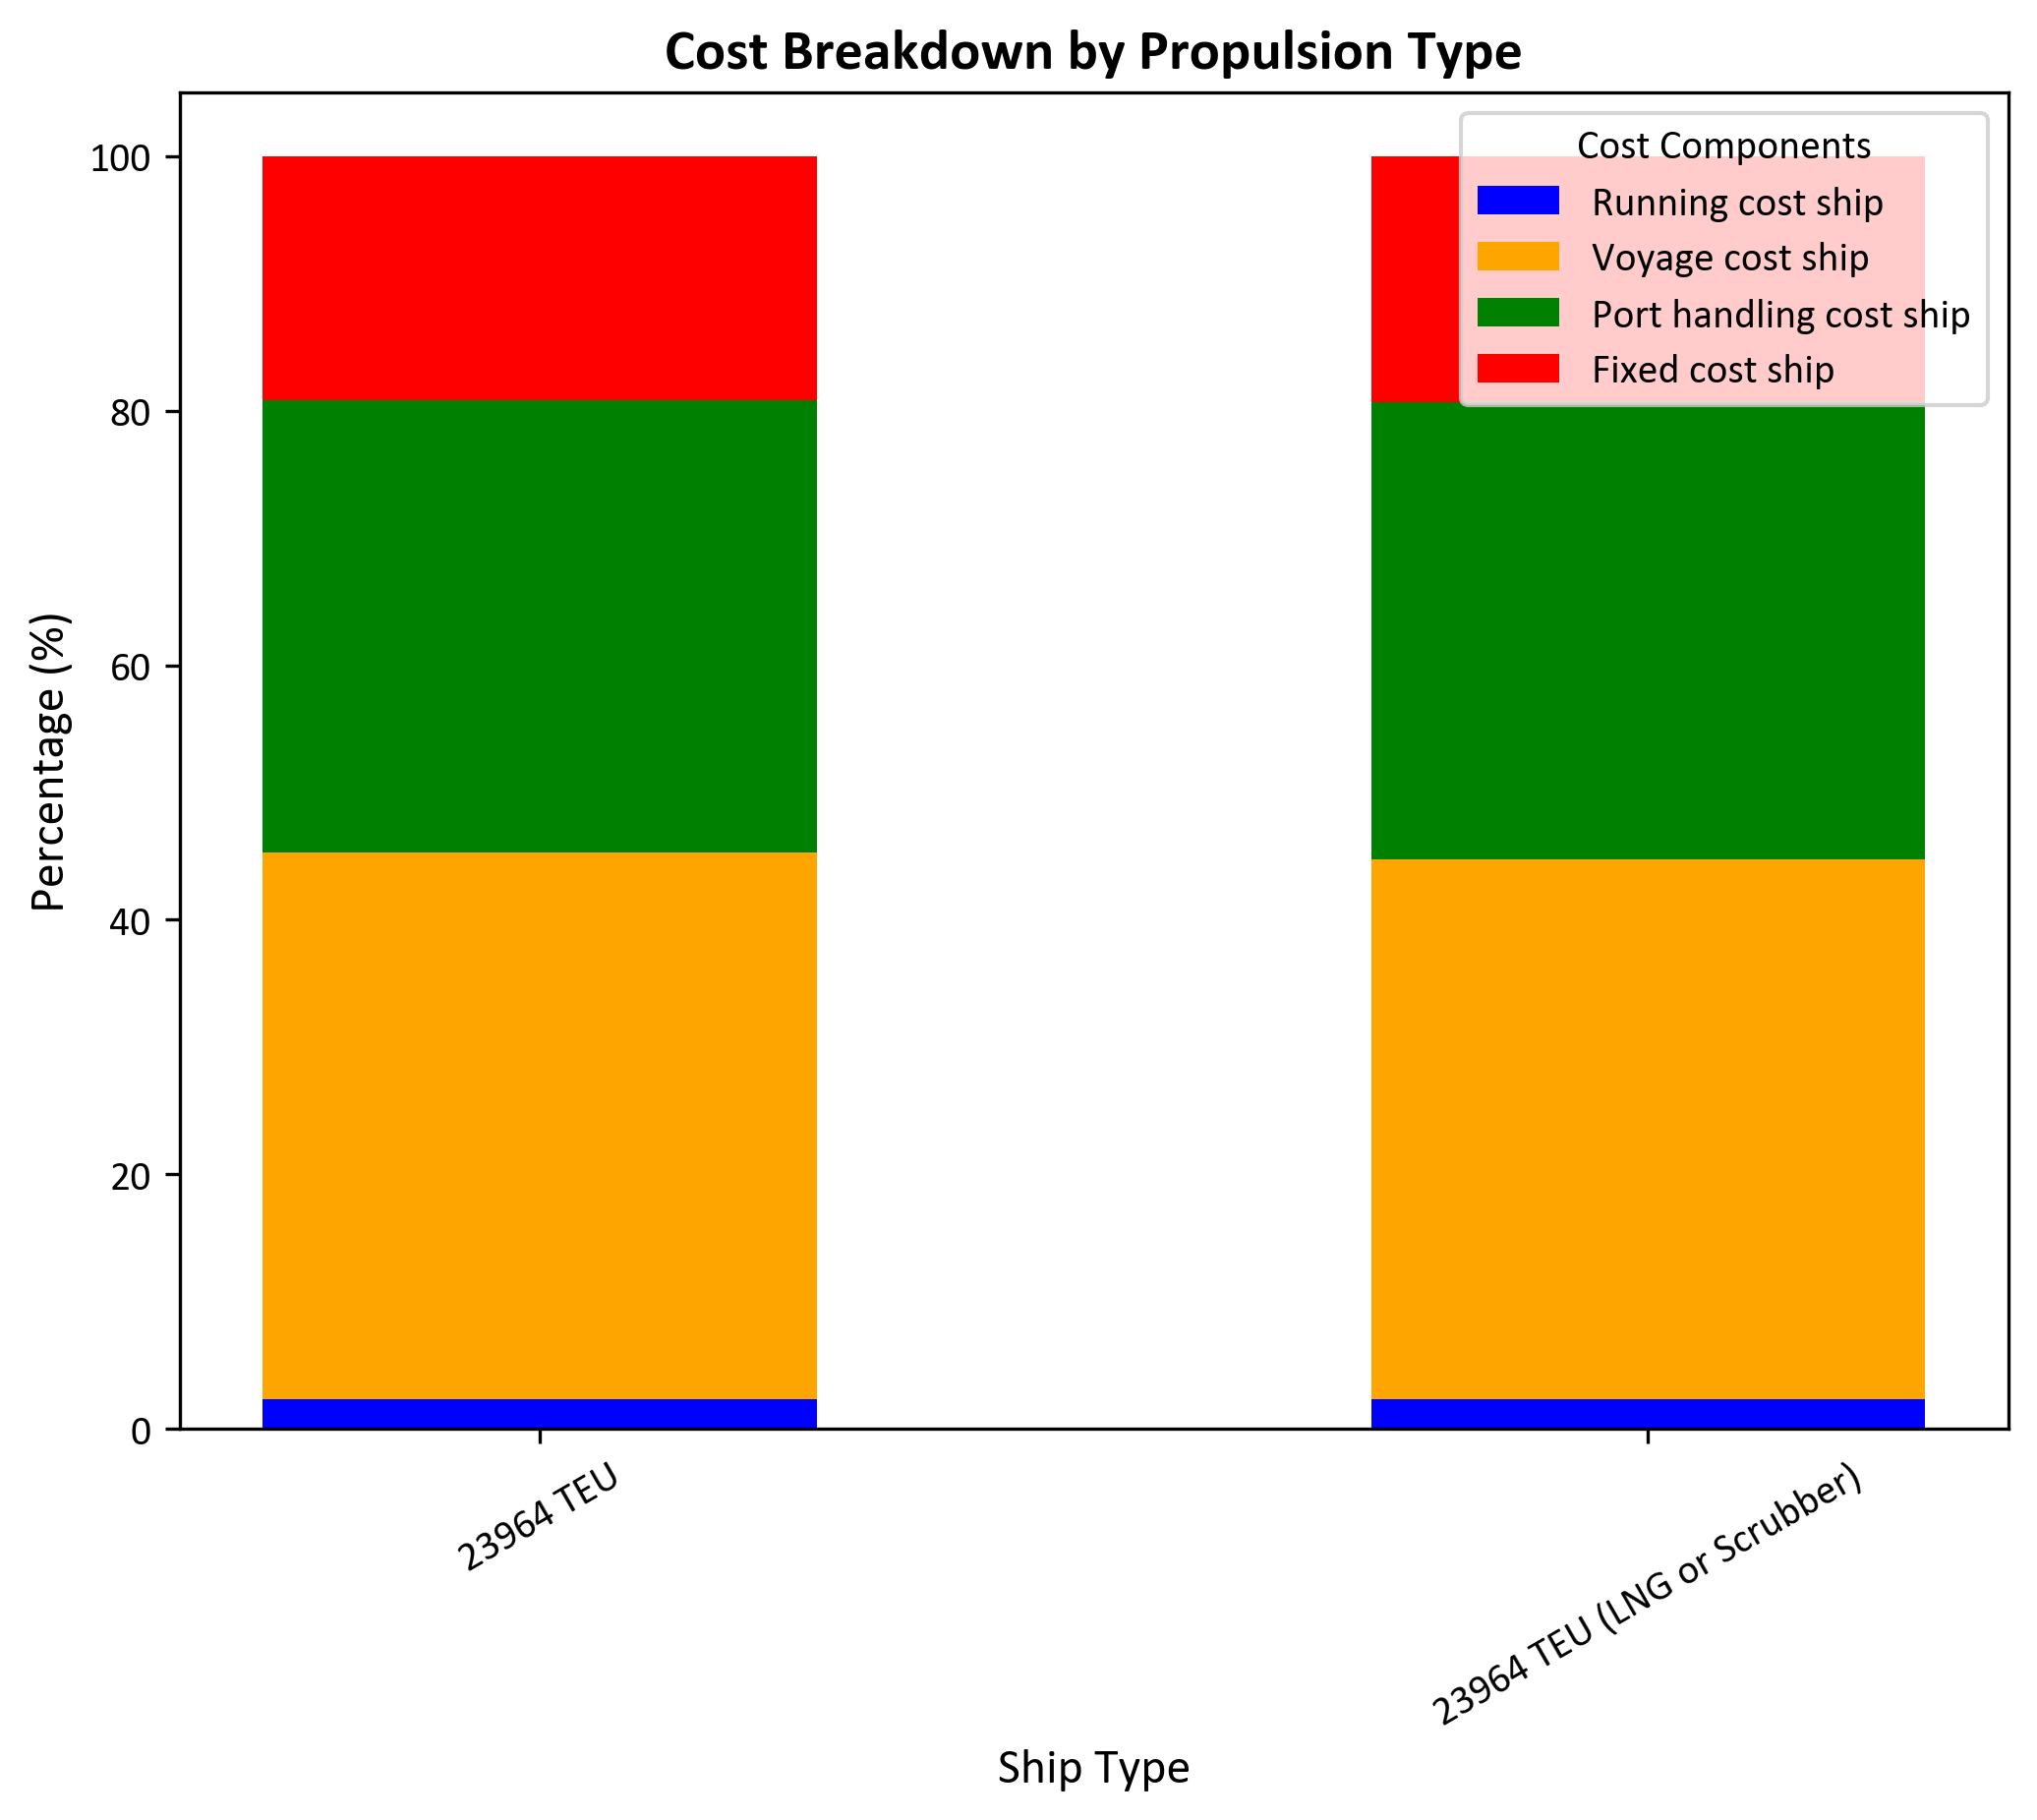 Cost Breakdown by Propulsion Type
Cost Components
Running cost ship
Voyage cost ship
Port handling cost ship
Fixed cost ship
Percentage (%)
100
80
60
40
20
0
23964 TEU
23964 TEU (LNG or Scrubber)
Ship Type